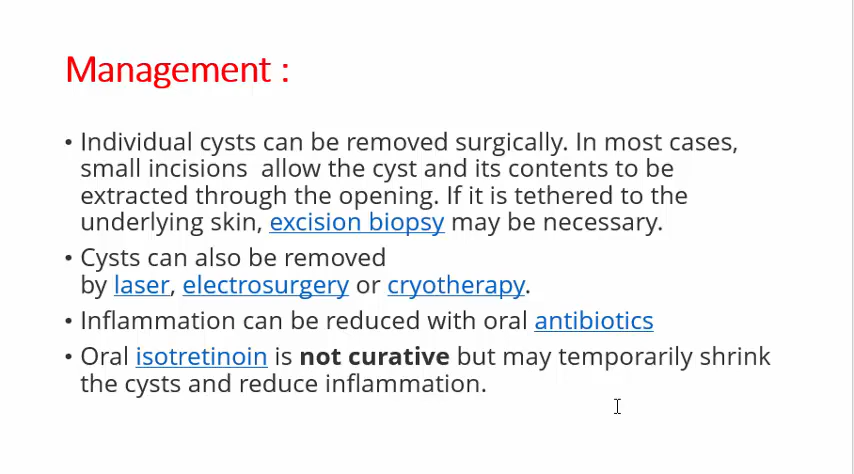 Management :
• Individual cysts can be removed surgically. In most cases,
small incisions  allow the cyst and its contents to be
extracted through the opening. If it is tethered to the
underlying skin, excision biopsy may be necessary.
• Cysts can also be removed
by laser, electrosurgery or cryotherapy.
• Inflammation can be reduced with oral antibiotics
• Oral isotretinoin is not curative but may temporarily shrink
the cysts and reduce inflammation.